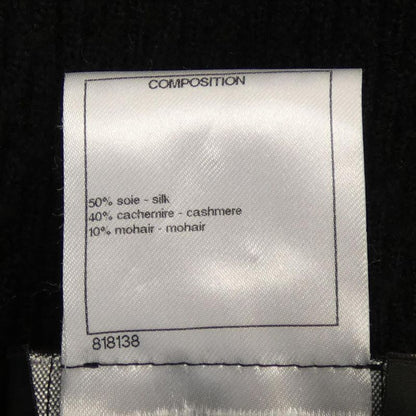 COMPOSITION
50% soie - silk
40% cachemire - cashmere
10% mohair - mohair
818138